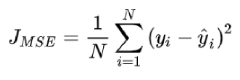 J_{MSE} = \frac{1}{N} \sum_{i=1}^{N} (y_i - \hat{y}_i)^2